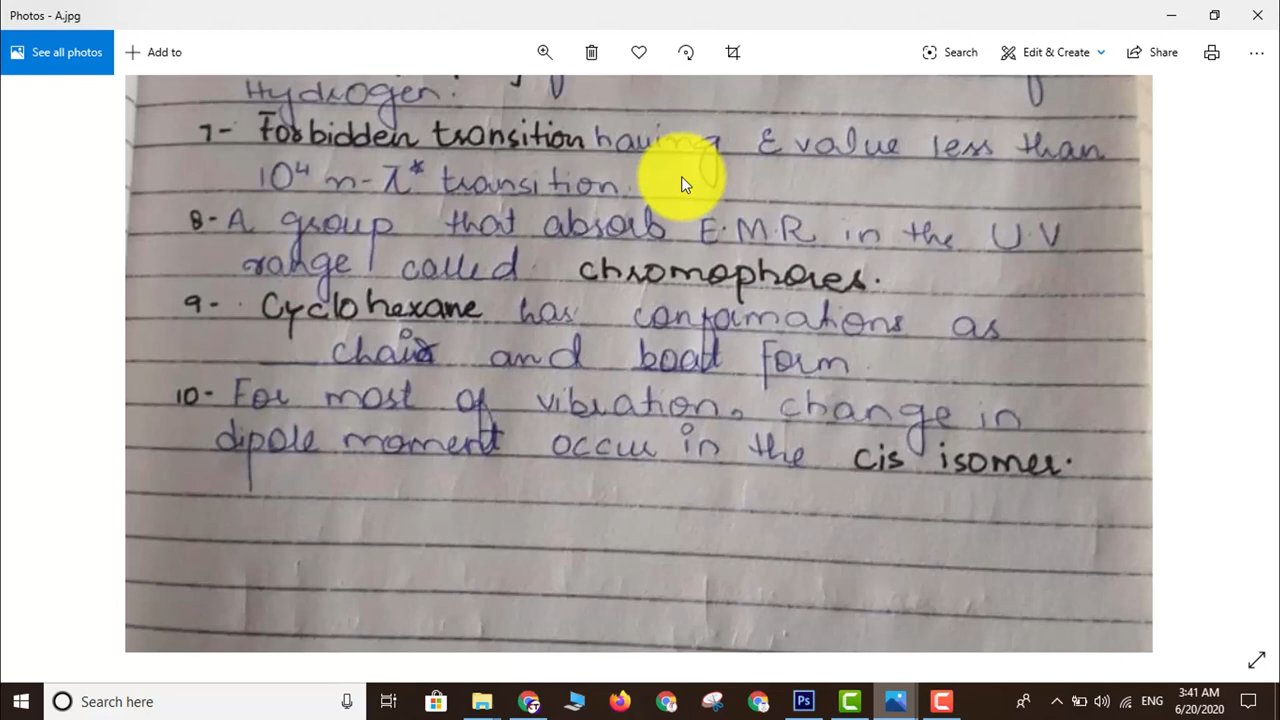 Photos - A.jpg
See all photos
Add to
Search
Edit & Create
Share
Hydrogen.
7- Forbidden transition having ε value less than
10⁴ n-π* transition.
8- A group that absorb E.M.R in the U.V
range called chromophores.
9- Cyclohexane has conformations as
chair and boat form
10- For most of vibration, change in
dipole moment occur in the cis isomer.
Search here
Ps
ENG
3:41 AM
6/20/2020